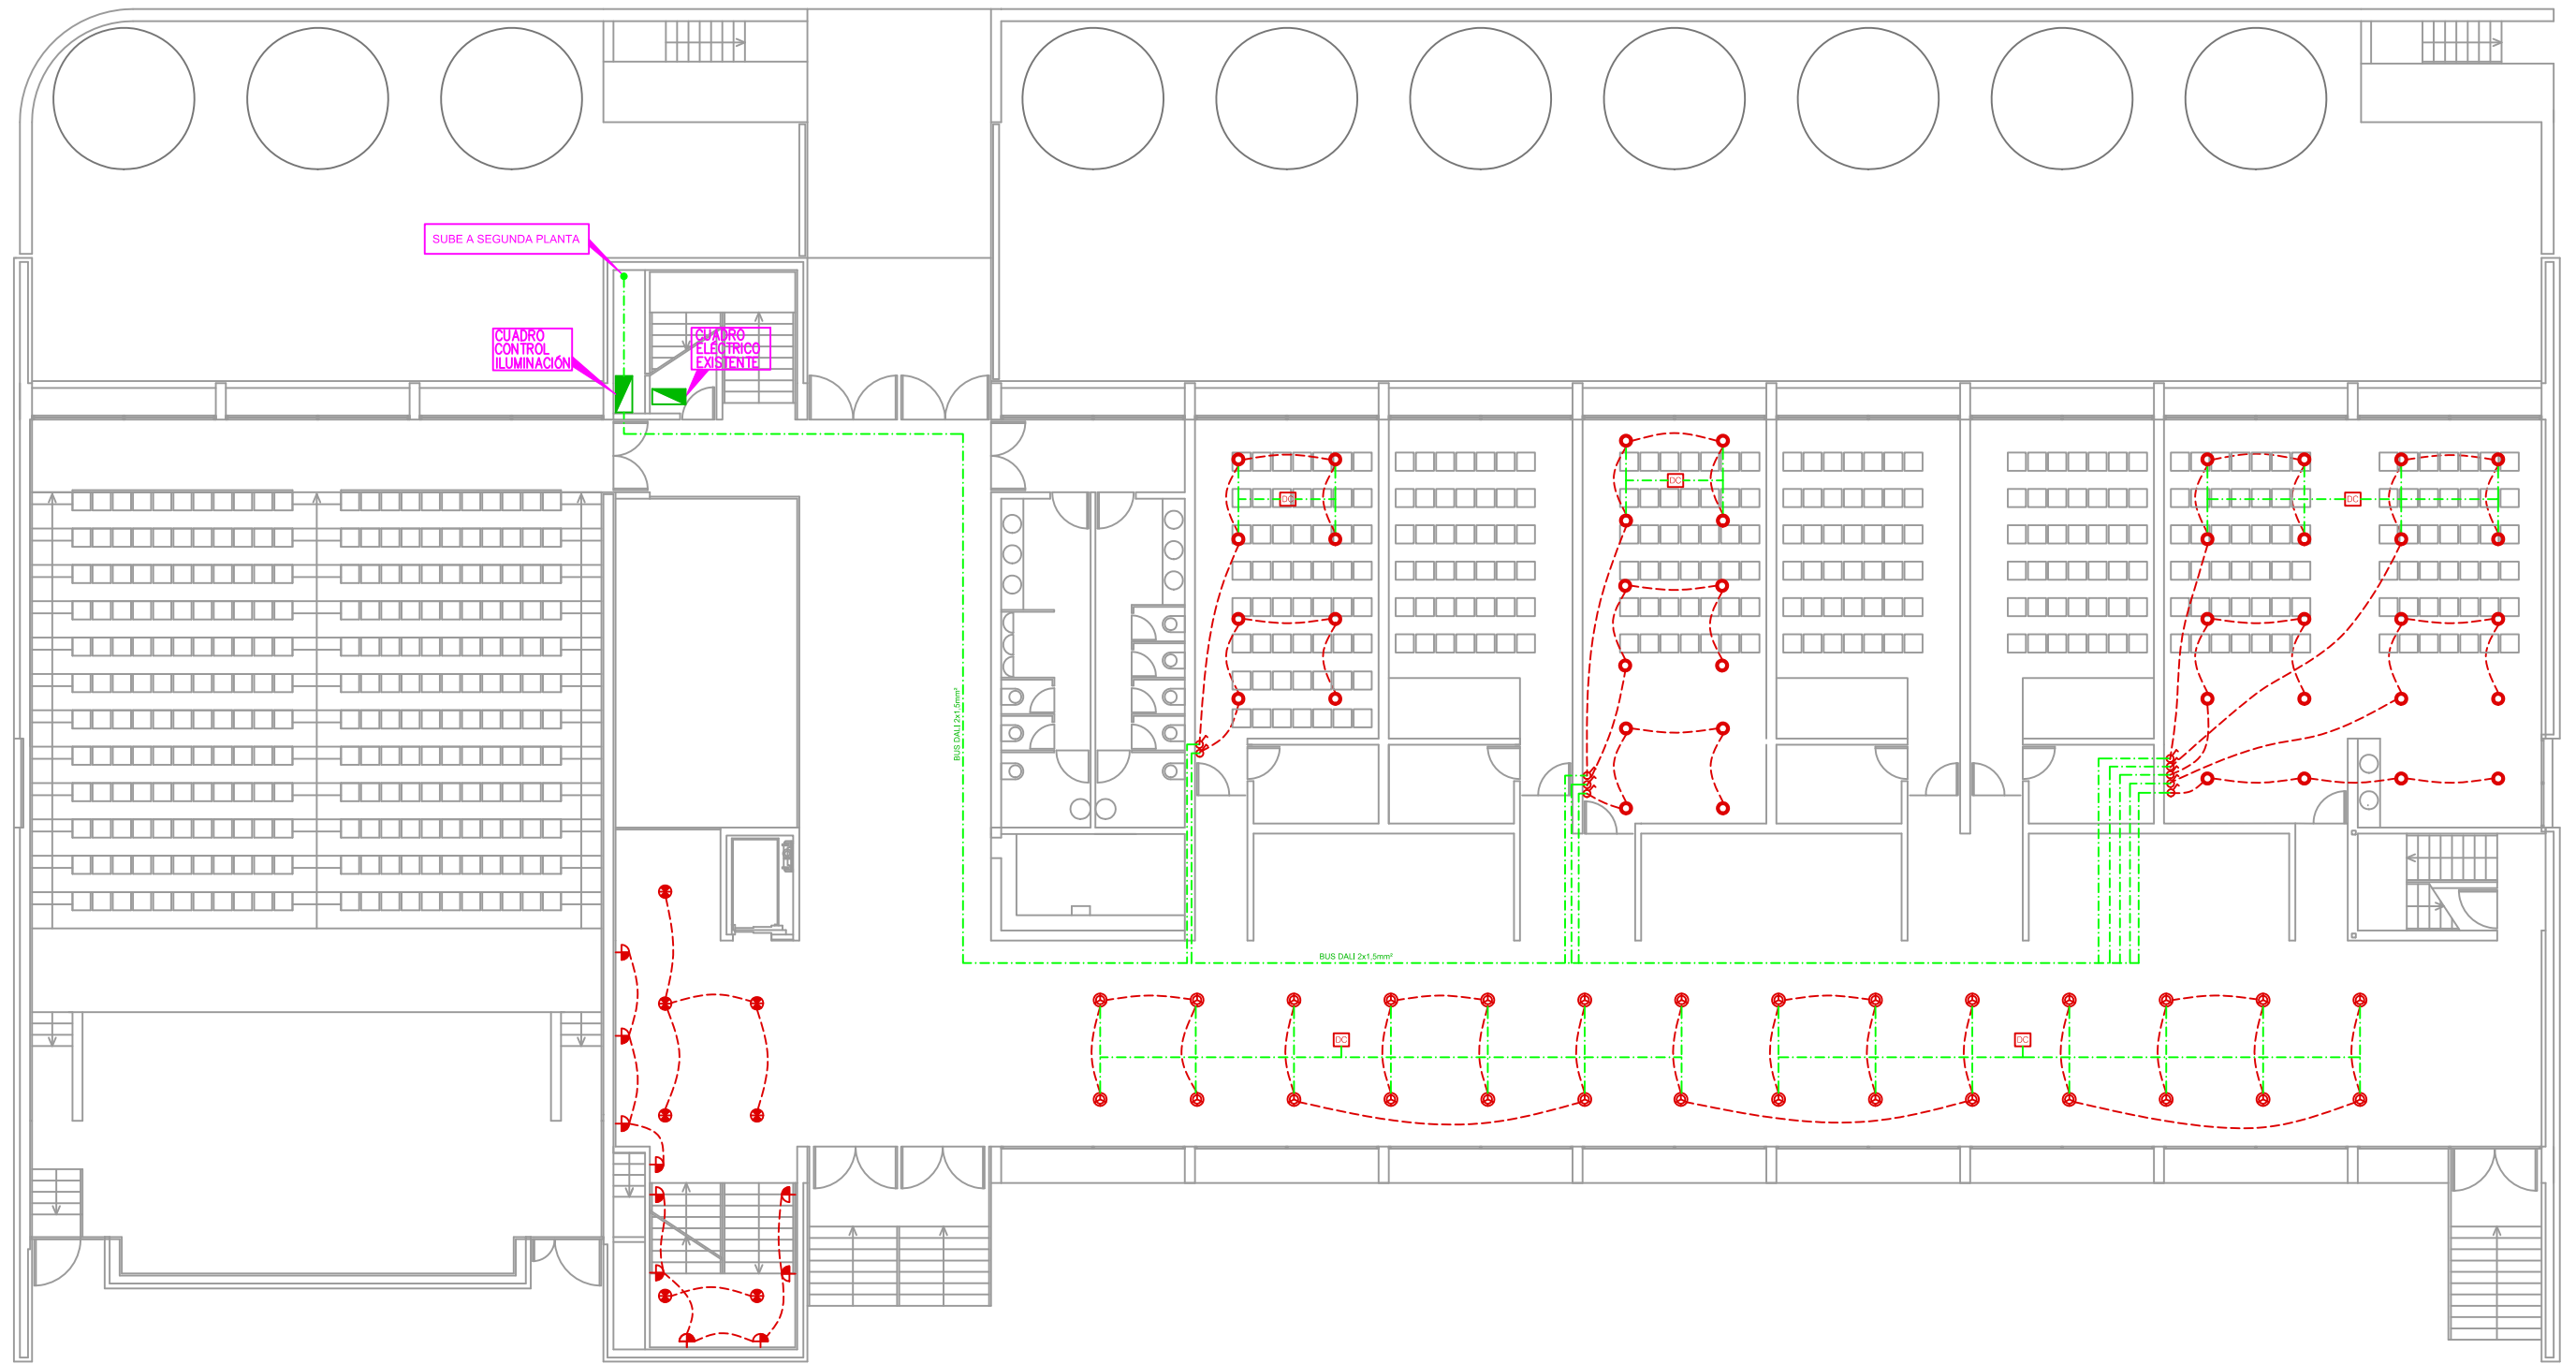 SUBE A SEGUNDA PLANTA
CUADRO
CONTROL
ILUMINACIÓN
CUADRO
ELÉCTRICO
EXISTENTE
DC
DC
DC
BUS DALI 2x1,5mm²
BUS DALI 2x1,5mm²
DC
DC